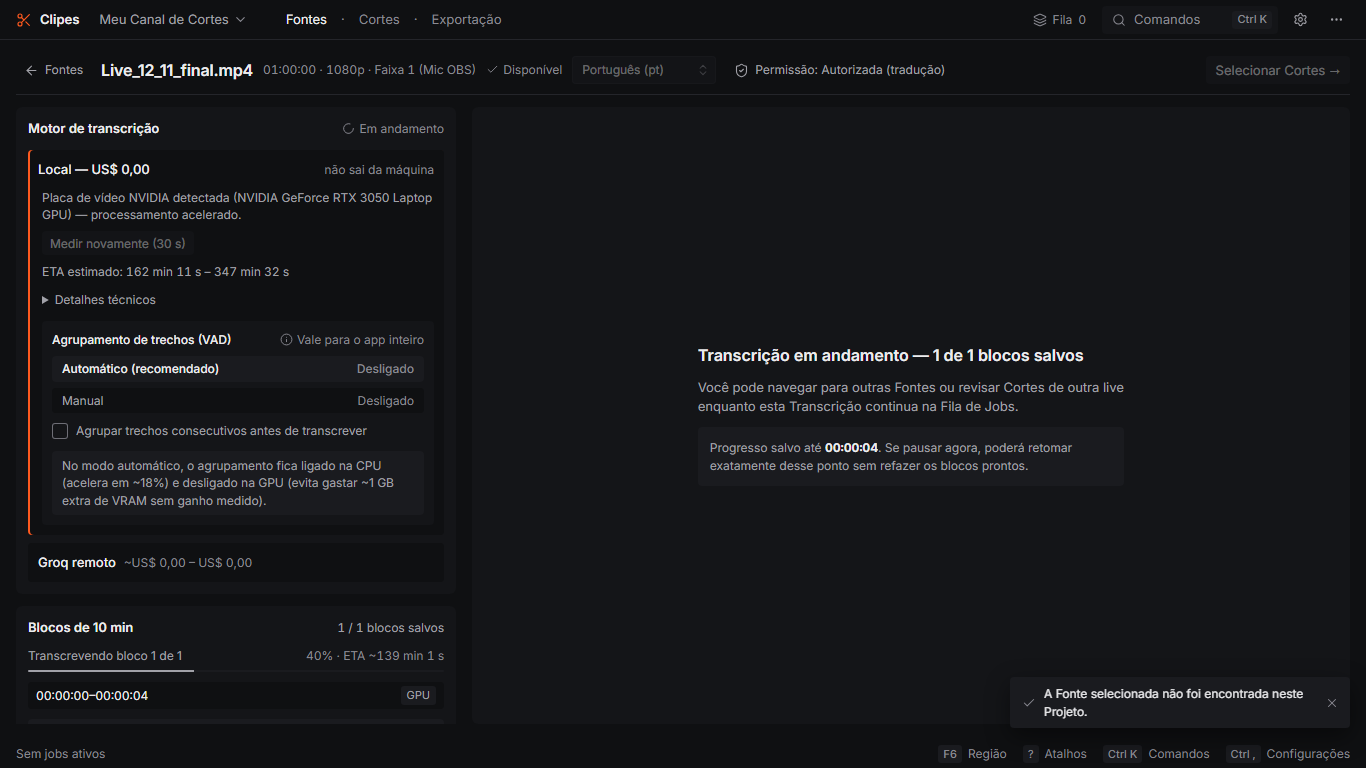 Clipes Meu Canal de Cortes Fontes · Cortes · Exportação Fila 0 Comandos Ctrl K ···
← Fontes Live_12_11_final.mp4 01:00:00 · 1080p · Faixa 1 (Mic OBS) Disponível Português (pt) Permissão: Autorizada (tradução) Selecionar Cortes →
Motor de transcrição Em andamento
Local — US$ 0,00 não sai da máquina
Placa de vídeo NVIDIA detectada (NVIDIA GeForce RTX 3050 Laptop
GPU) — processamento acelerado.
Medir novamente (30 s)
ETA estimado: 162 min 11 s – 347 min 32 s
Detalhes técnicos
Agrupamento de trechos (VAD) Vale para o app inteiro
Automático (recomendado) Desligado
Manual Desligado
Agrupar trechos consecutivos antes de transcrever
No modo automático, o agrupamento fica ligado na CPU
(acelera em ~18%) e desligado na GPU (evita gastar ~1 GB
extra de VRAM sem ganho medido).
Groq remoto ~US$ 0,00 – US$ 0,00
Blocos de 10 min 1 / 1 blocos salvos
Transcrevendo bloco 1 de 1 40% · ETA ~139 min 1 s
00:00:00–00:00:04 GPU
Transcrição em andamento — 1 de 1 blocos salvos
Você pode navegar para outras Fontes ou revisar Cortes de outra live
enquanto esta Transcrição continua na Fila de Jobs.
Progresso salvo até 00:00:04. Se pausar agora, poderá retomar
exatamente desse ponto sem refazer os blocos prontos.
A Fonte selecionada não foi encontrada neste
Projeto.
Sem jobs ativos F6 Região ? Atalhos Ctrl K Comandos Ctrl , Configurações